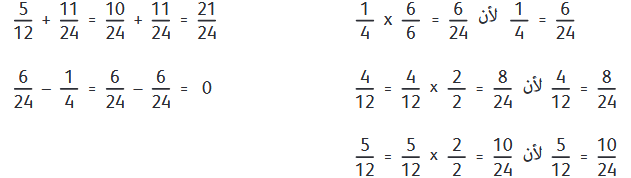 5/12 + 11/24 = 10/24 + 11/24 = 21/24
6/24 – 1/4 = 6/24 – 6/24 = 0
1/4 x 6/6 = 6/24 لأن 1/4 = 6/24
4/12 = 4/12 x 2/2 = 8/24 لأن 4/12 = 8/24
5/12 = 5/12 x 2/2 = 10/24 لأن 5/12 = 10/24